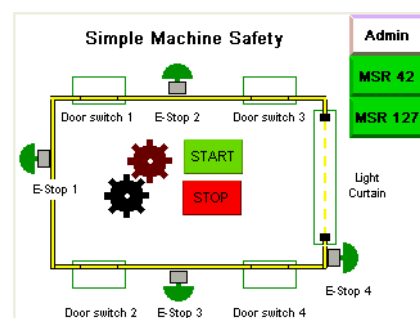 Simple Machine Safety
Admin
MSR 42
MSR 127
Door switch 1
E-Stop 2
Door switch 3
START
STOP
E-Stop 1
Light
Curtain
E-Stop 4
Door switch 2
E-Stop 3
Door switch 4